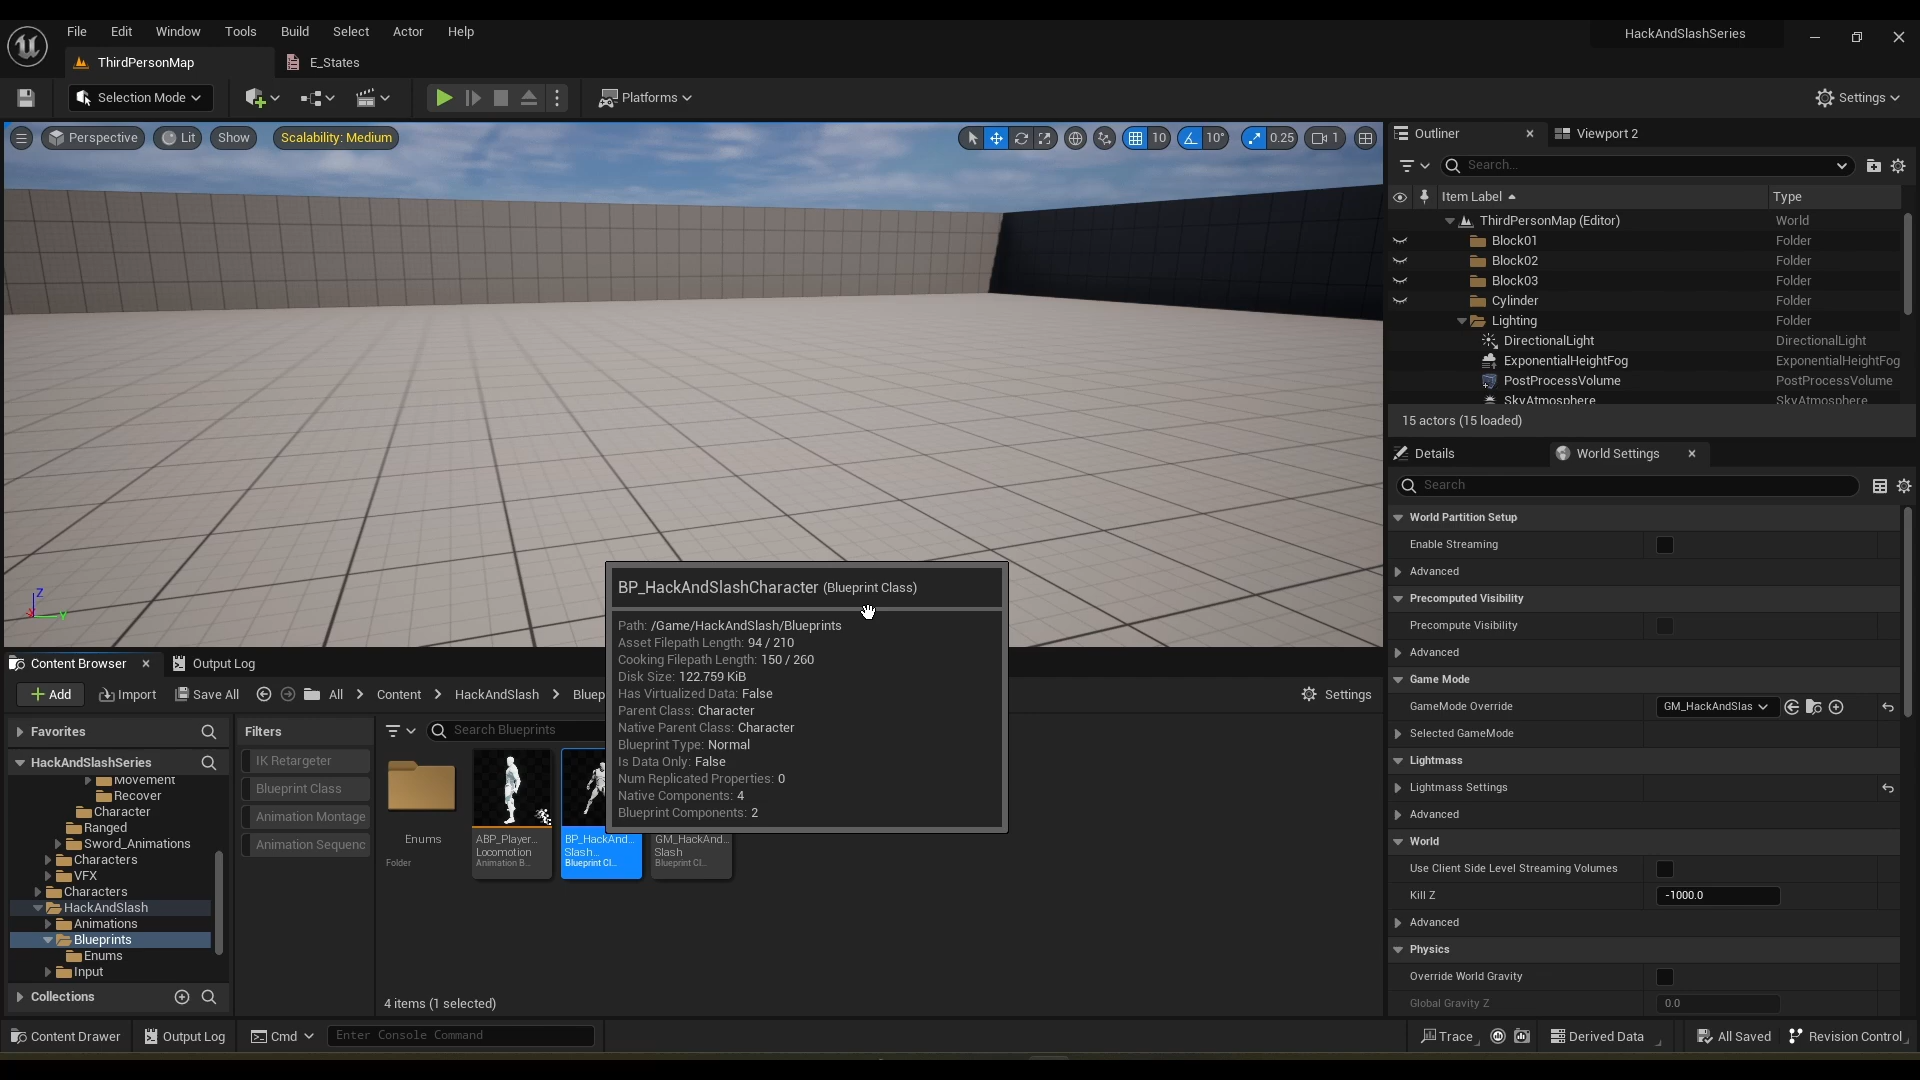 File Edit Window Tools Build Select Actor Help
HackAndSlashSeries
ThirdPersonMap
E_States
Selection Mode
Platforms
Settings
Perspective
Lit
Show
Scalability: Medium
10
10°
0.25
1
Outliner
Viewport 2
Search...
Item Label
Type
ThirdPersonMap (Editor) World
Block01 Folder
Block02 Folder
Block03 Folder
Cylinder Folder
Lighting Folder
DirectionalLight DirectionalLight
ExponentialHeightFog ExponentialHeightFog
PostProcessVolume PostProcessVolume
SkyAtmosphere SkyAtmosphere
15 actors (15 loaded)
Details
World Settings
Search
World Partition Setup
Enable Streaming
Advanced
Precomputed Visibility
Precompute Visibility
Advanced
Game Mode
GameMode Override GM_HackAndSlas
Selected GameMode
Lightmass
Lightmass Settings
Advanced
World
Use Client Side Level Streaming Volumes
Kill Z -1000.0
Advanced
Physics
Override World Gravity
Global Gravity Z 0.0
Z
X
Y
BP_HackAndSlashCharacter (Blueprint Class)
Path: /Game/HackAndSlash/Blueprints
Asset Filepath Length: 94 / 210
Cooking Filepath Length: 150 / 260
Disk Size: 122.759 KiB
Has Virtualized Data: False
Parent Class: Character
Native Parent Class: Character
Blueprint Type: Normal
Is Data Only: False
Num Replicated Properties: 0
Native Components: 4
Blueprint Components: 2
Content Browser
Output Log
Add
Import
Save All
All
Content
HackAndSlash
Bluep
Settings
Favorites
HackAndSlashSeries
Movement
Recover
Character
Ranged
Sword_Animations
Characters
VFX
Characters
HackAndSlash
Animations
Blueprints
Enums
Input
Collections
Filters
IK Retargeter
Blueprint Class
Animation Montage
Animation Sequenc
Search Blueprints
Enums
Folder
ABP_Player...
Locomotion
Animation B...
BP_HackAnd...
Slash...
Blueprint Cl...
GM_HackAnd...
Slash
Blueprint Cl...
4 items (1 selected)
Content Drawer
Output Log
Cmd
Enter Console Command
Trace
Derived Data
All Saved
Revision Control